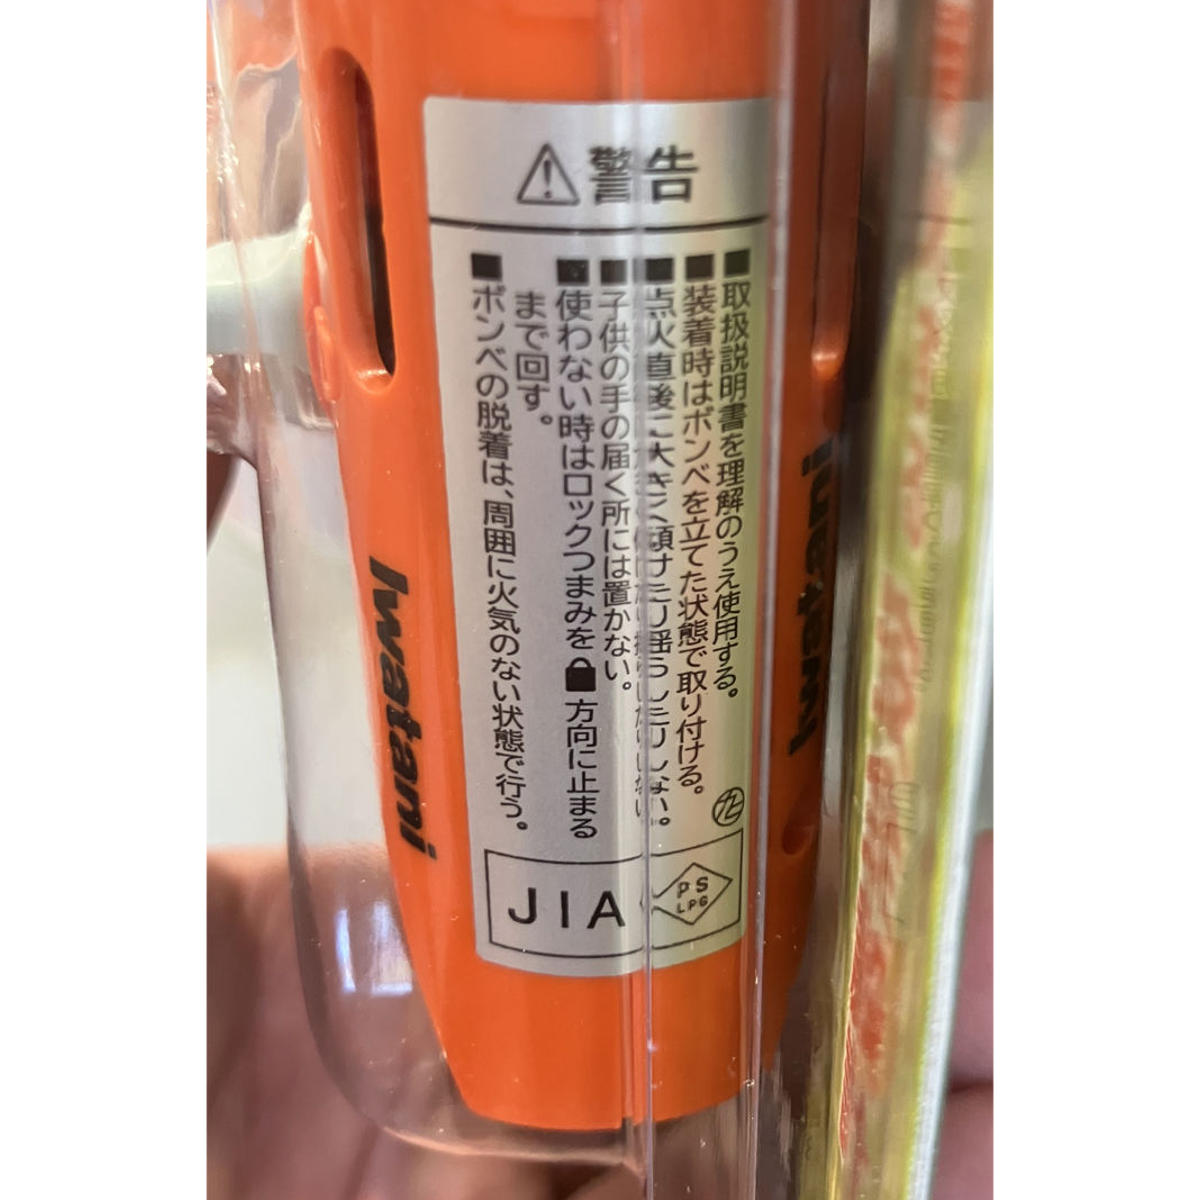 警告
■取扱説明書を理解のうえ使用する。
■装着時はボンベを立てた状態で取り付ける。
■点火直後に大きく傾けたり揺らしたりしない。
■子供の手の届く所には置かない。
■使わない時はロックつまみを🔒方向に止まる
まで回す。
■ボンベの脱着は、周囲に火気のない状態で行う。
JIA
PS
LPG
Iwatani
Iwatani